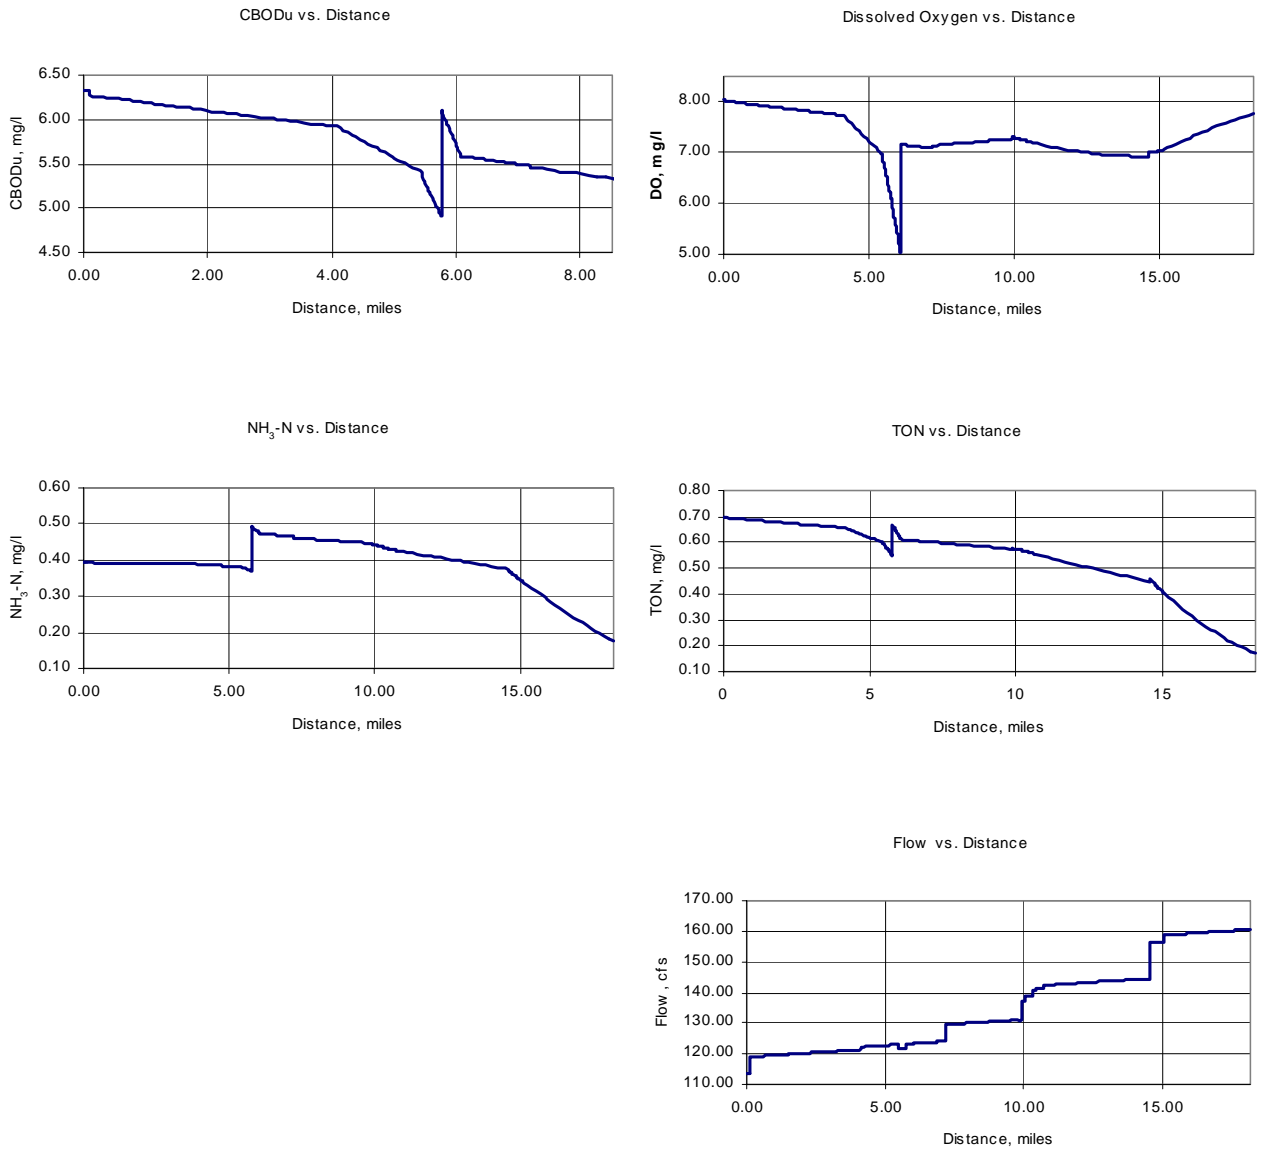 CBODu vs. Distance
6.50
6.00
5.50
5.00
4.50
CBODu, mg/l
0.00 2.00 4.00 6.00 8.00
Distance, miles
Dissolved Oxygen vs. Distance
8.00
7.00
6.00
5.00
DO, mg/l
0.00 5.00 10.00 15.00
Distance, miles
NH3-N vs. Distance
0.60
0.50
0.40
0.30
0.20
0.10
NH3-N, mg/l
0.00 5.00 10.00 15.00
Distance, miles
TON vs. Distance
0.80
0.70
0.60
0.50
0.40
0.30
0.20
0.10
TON, mg/l
0 5 10 15
Distance, miles
Flow vs. Distance
170.00
160.00
150.00
140.00
130.00
120.00
110.00
Flow , cfs
0.00 5.00 10.00 15.00
Distance, miles